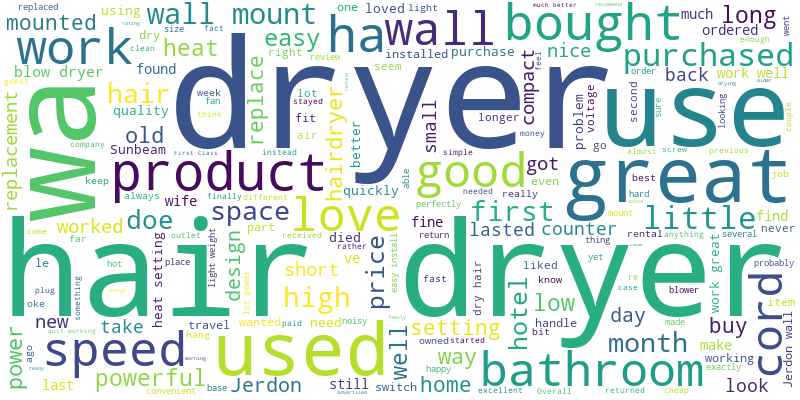 replaced
using
wall
mount
mounted
work
ha
wall
easy
one
loved
light
bought
much
long
much better
recommend
enough
rating
went
dry
size
fact
clean
heat
found
right
review
installed
purchase
nice
ordered
purchased
blow dryer
seem
compact
order
feel
back
work well
guest
hair
replace
dryer
use
wa
week
fan
think
lot
stayed
fit
air
longer
small
problem
voltage
second
sure
looking
drying
couple
quality
hairdryer
better
money
go
old
Sunbeam
First Class
instead
company
replacement
product
good
great
almost
screw
previous
simple
able
best
hard
job
keep
wife
quickly
got
even
always
finally
different
perfectly
needed
really
mount
worked
doe
space
love
first
little
find
part
fine
counter
never
come
far
received
died
return
lasted
rental
anything
several
hair dryer
design
price
rather
thing
le
hot
outlet
place
light weight
heat setting
ve
short
easy install
liked
yet
re
probably
plug
something
fast
know
blower
case
work great
oke
high
low
item
new
take
travel
wanted
paid
need
noisy
family
setting
handle
day
made
buy
cord
power
ago
speed
quit working
hang
used
owned
started
bit
hotel
month
make
working
exactly
well
way
happy
bathroom
last
powerful
morning
Jerdon
still
switch
home
excellent
Overall
returned
cheap
look
Jerdon wall
ready
convenient
base
advertised
dry hair
lot power